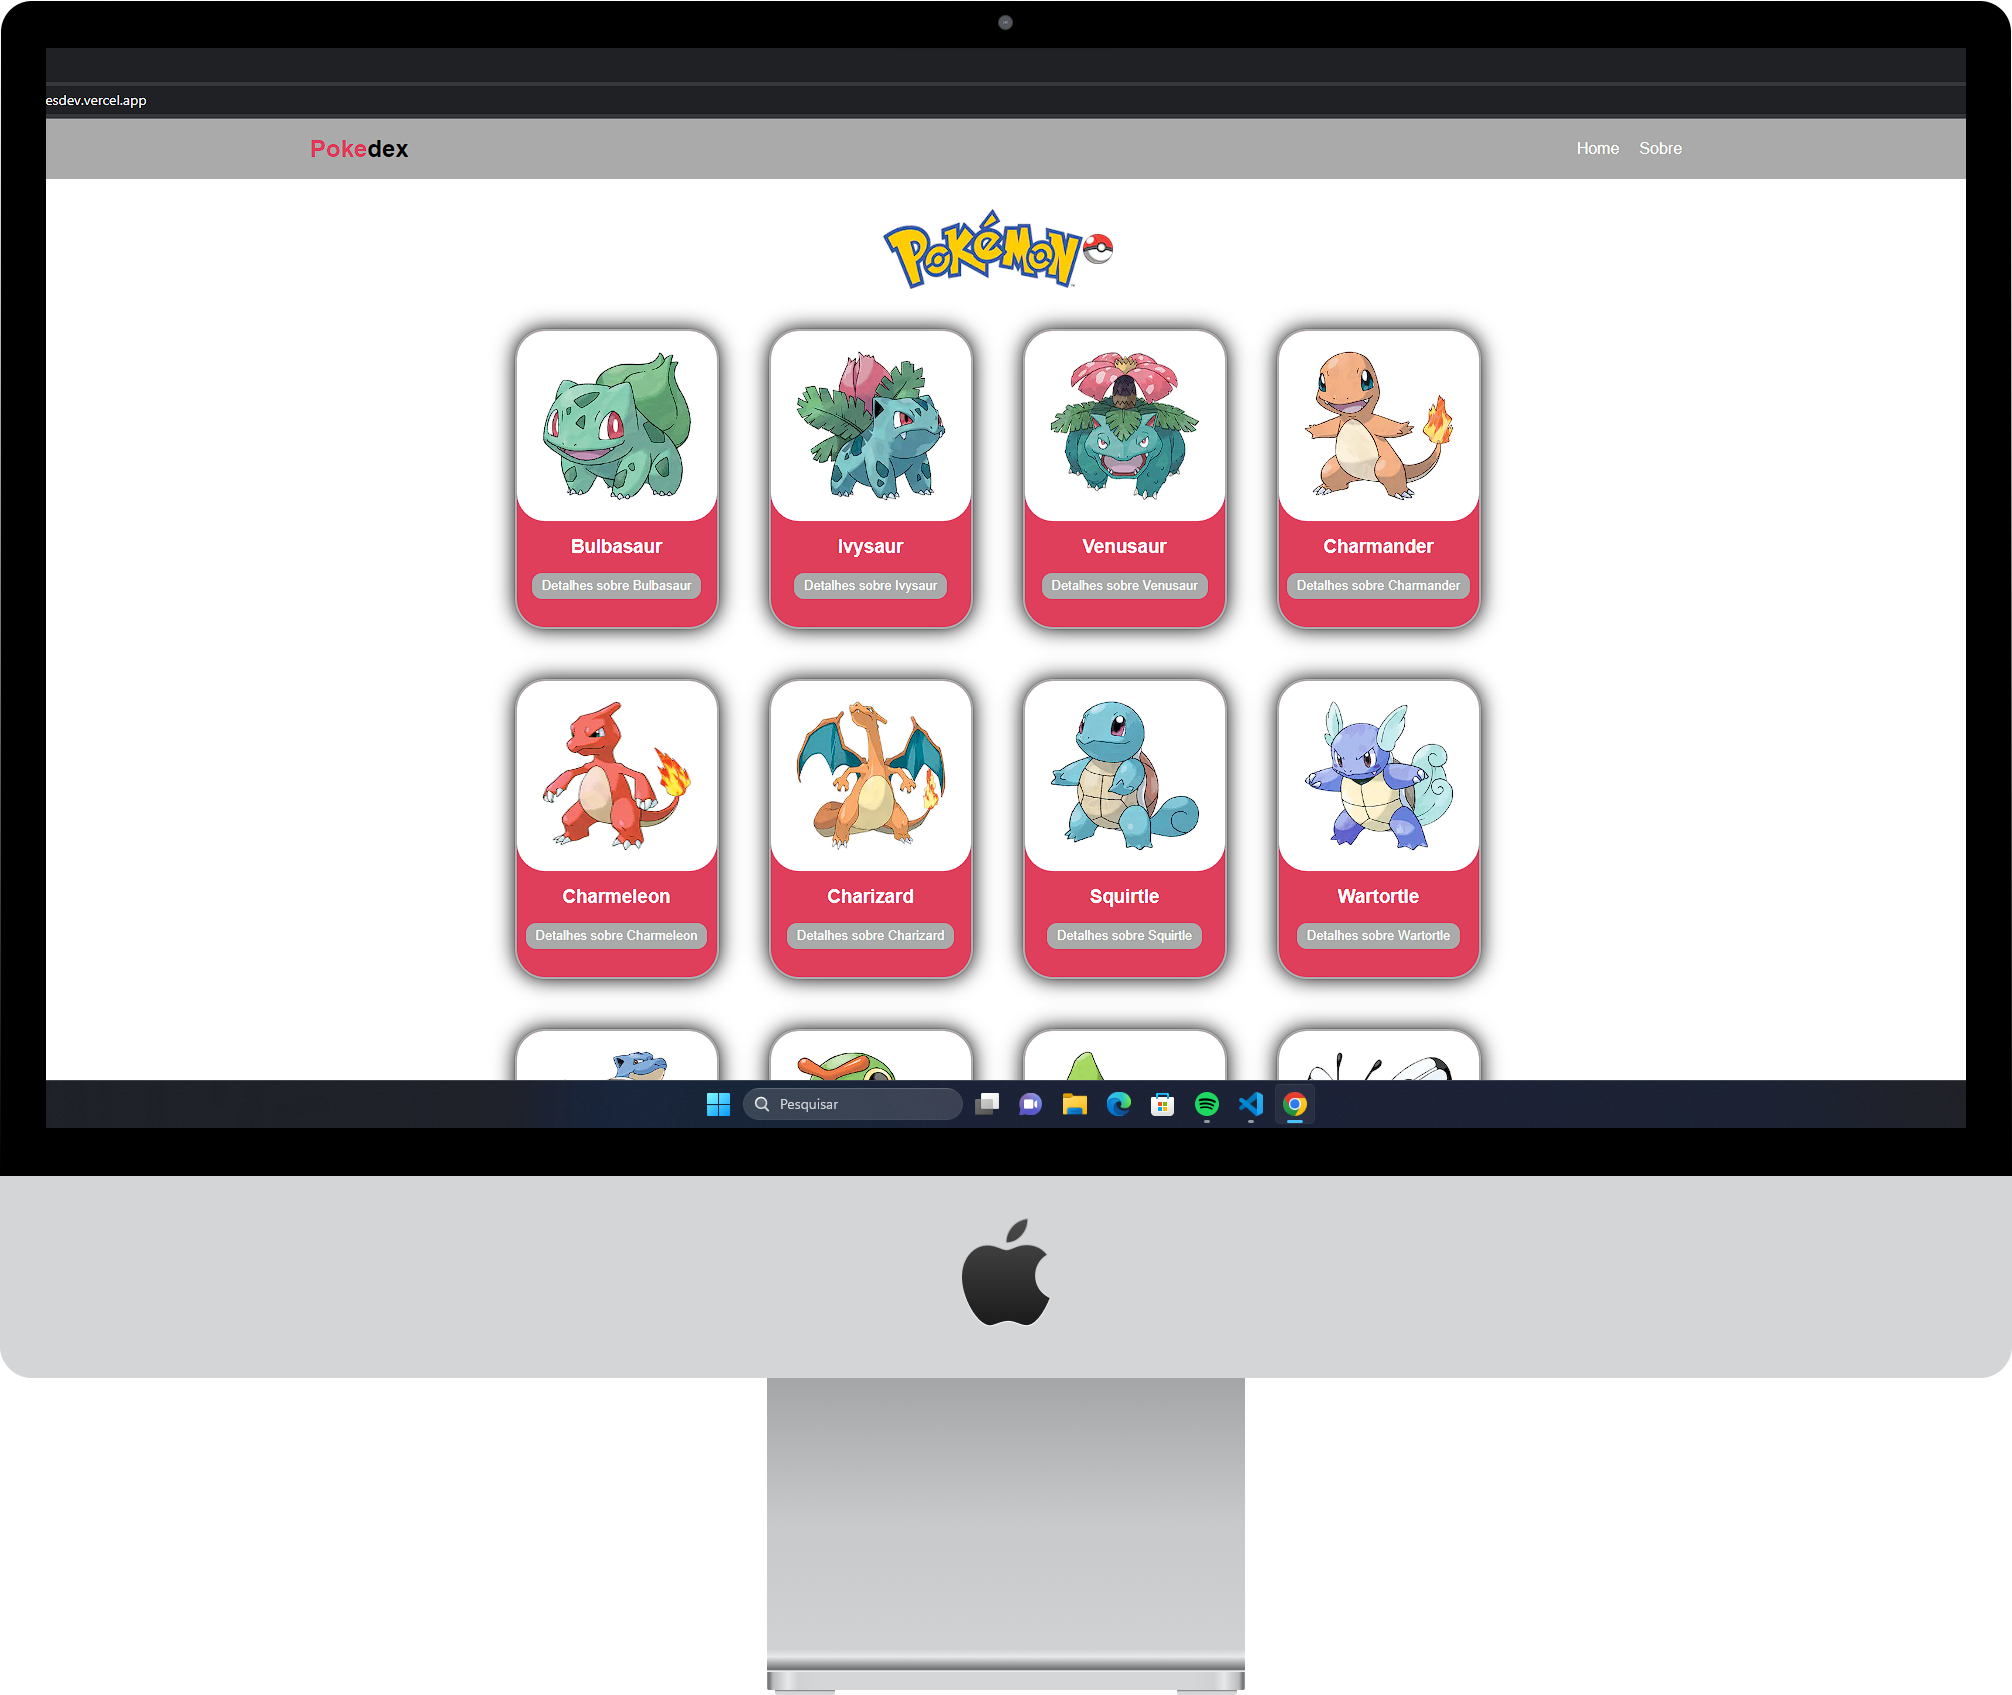 esdev.vercel.app
Pokedex
Home Sobre
POKéMON
Bulbasaur Ivysaur Venusaur Charmander
Detalhes sobre Bulbasaur Detalhes sobre Ivysaur Detalhes sobre Venusaur Detalhes sobre Charmander
Charmeleon Charizard Squirtle Wartortle
Detalhes sobre Charmeleon Detalhes sobre Charizard Detalhes sobre Squirtle Detalhes sobre Wartortle
Pesquisar